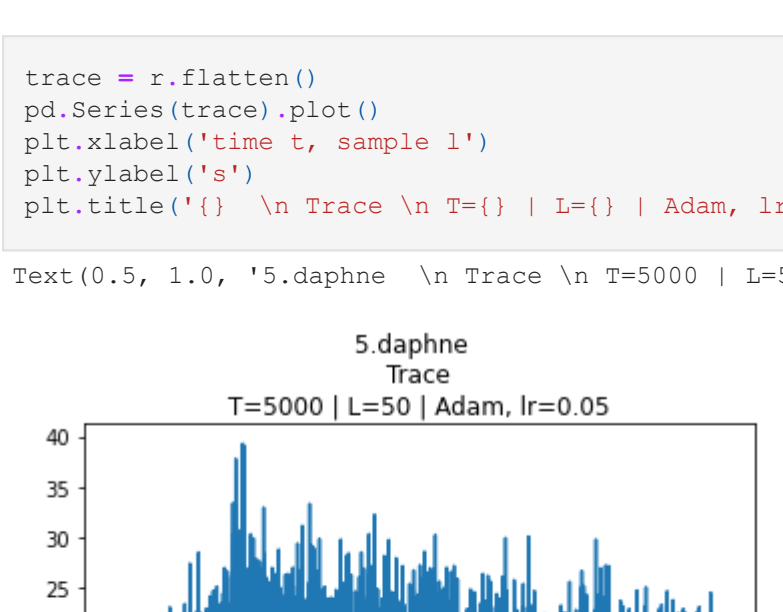 trace = r.flatten()
pd.Series(trace).plot()
plt.xlabel('time t, sample l')
plt.ylabel('s')
plt.title('{}  \n Trace \n T={} | L={} | Adam, lr
Text(0.5, 1.0, '5.daphne  \n Trace \n T=5000 | L=5
5.daphne
Trace
T=5000 | L=50 | Adam, lr=0.05
40
35
30
25